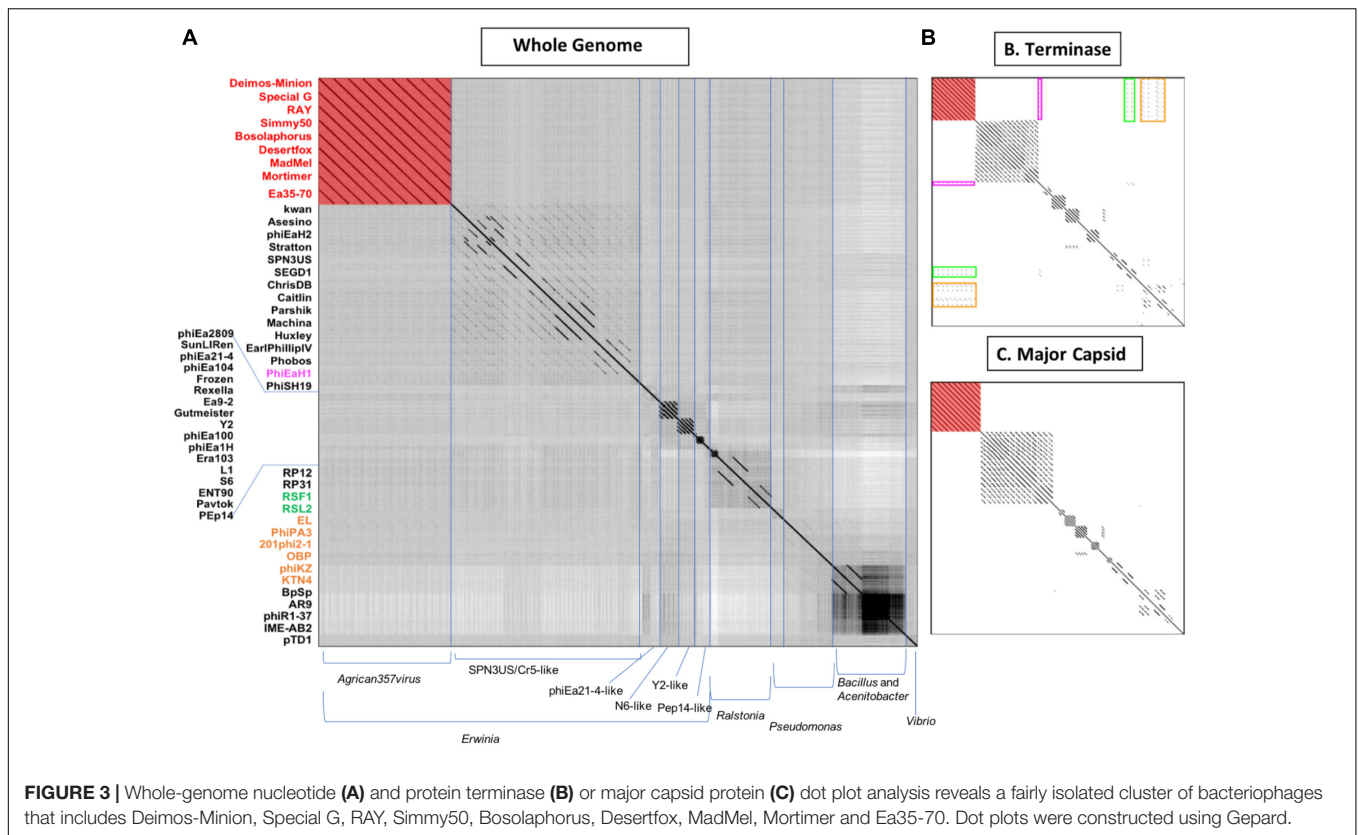 A
Whole Genome
Deimos-Minion
Special G
RAY
Simmy50
Bosolaphorus
Desertfox
MadMel
Mortimer
Ea35-70
kwan
Asesino
phiEaH2
Stratton
SPN3US
SEGD1
ChrisDB
Caitlin
Parshik
Machina
Huxley
EarlPhillipIV
Phobos
PhiEaH1
PhiSH19
phiEa2809
SunLIRen
phiEa21-4
phiEa104
Frozen
Rexella
Ea9-2
Gutmeister
Y2
phiEa100
phiEa1H
Era103
L1
S6
ENT90
Pavtok
PEp14
RP12
RP31
RSF1
RSL2
EL
PhiPA3
201phi2-1
OBP
phiKZ
KTN4
BpSp
AR9
phiR1-37
IME-AB2
pTD1
Agrican357virus
SPN3US/Cr5-like
phiEa21-4-like
N6-like
Y2-like
Pep14-like
Erwinia
Ralstonia
Pseudomonas
Bacillus and
Acenitobacter
Vibrio
B
B. Terminase
C. Major Capsid
FIGURE 3 | Whole-genome nucleotide (A) and protein terminase (B) or major capsid protein (C) dot plot analysis reveals a fairly isolated cluster of bacteriophages
that includes Deimos-Minion, Special G, RAY, Simmy50, Bosolaphorus, Desertfox, MadMel, Mortimer and Ea35-70. Dot plots were constructed using Gepard.